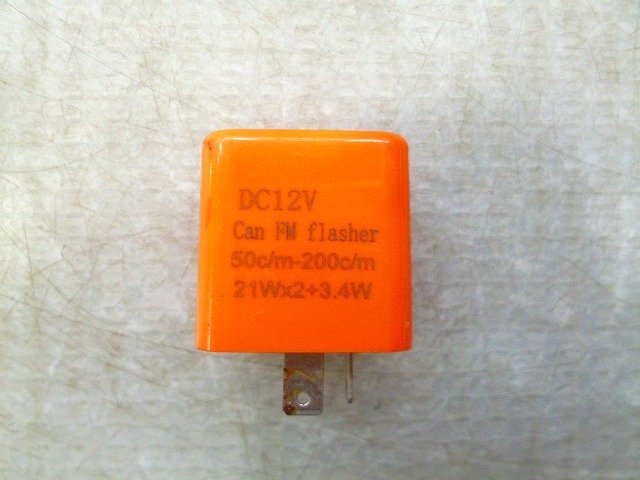 DC12V
Can FM flasher
50c/m-200c/m
21Wx2+3.4W